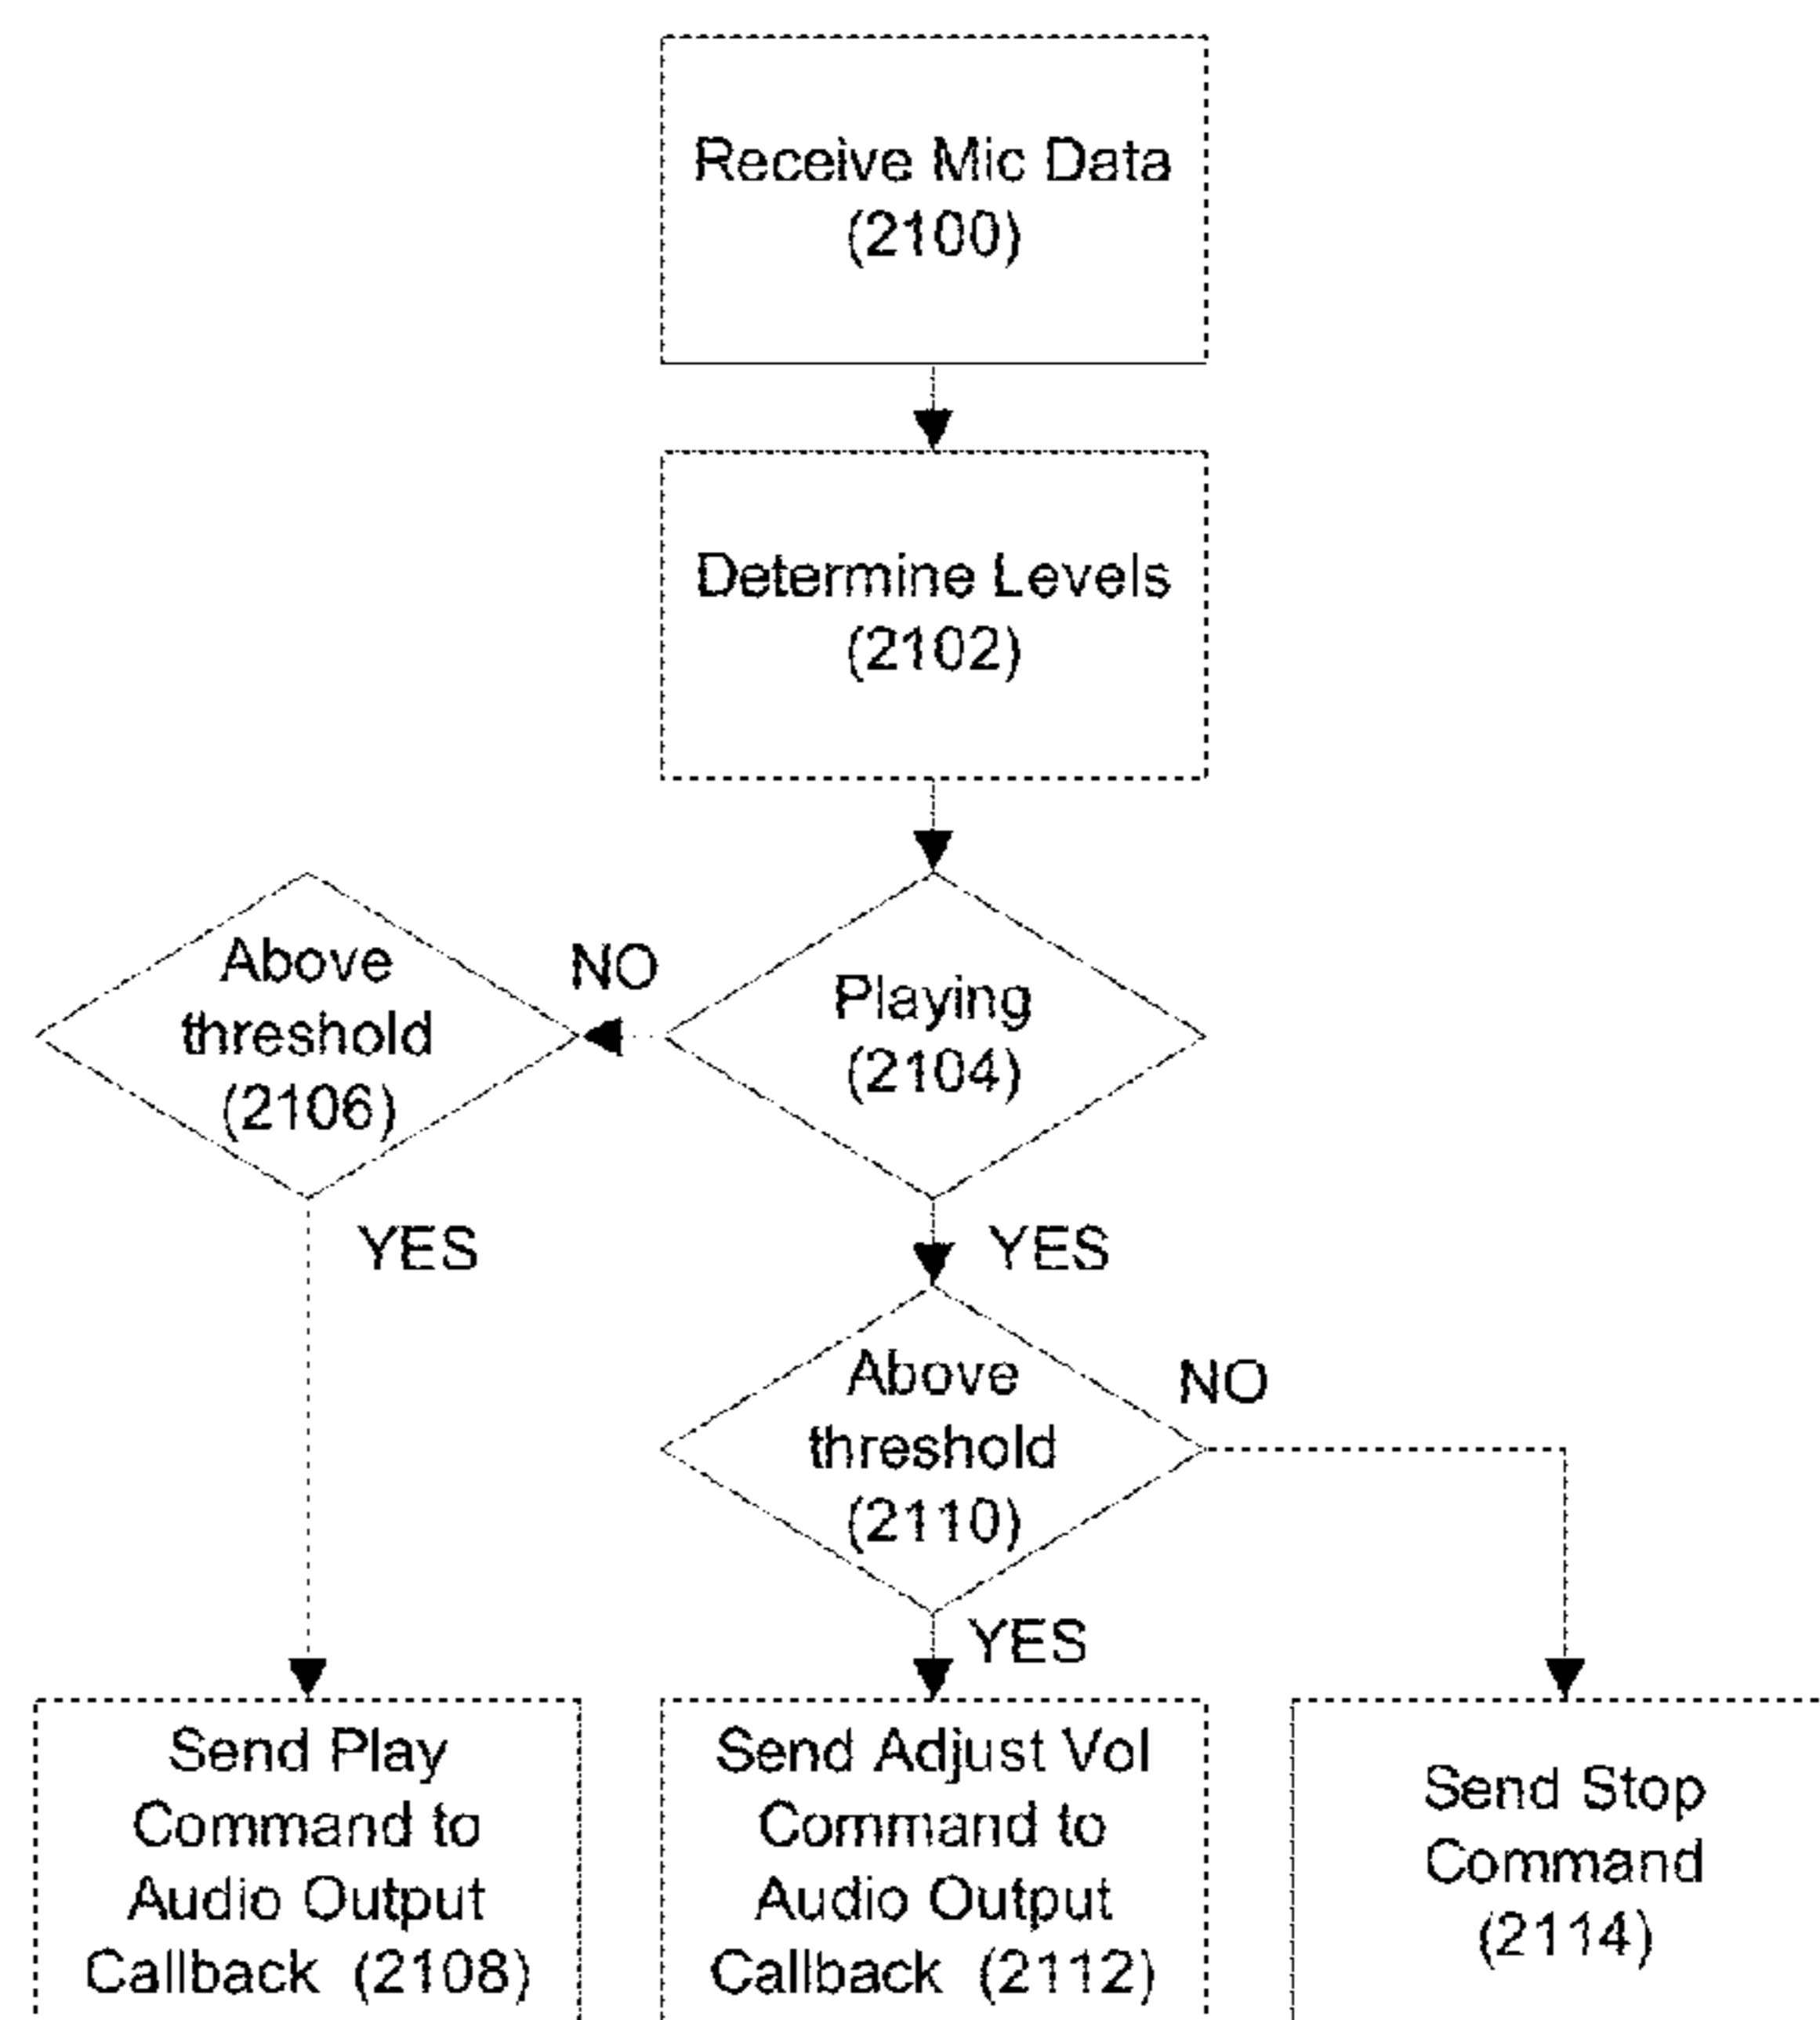 Receive Mic Data
(2100)
Determine Levels
(2102)
Above
threshold
(2106)
NO
Playing
(2104)
YES
YES
Above
threshold
(2110)
NO
YES
Send Play
Command to
Audio Output
Callback (2108)
Send Adjust Vol
Command to
Audio Output
Callback (2112)
Send Stop
Command
(2114)